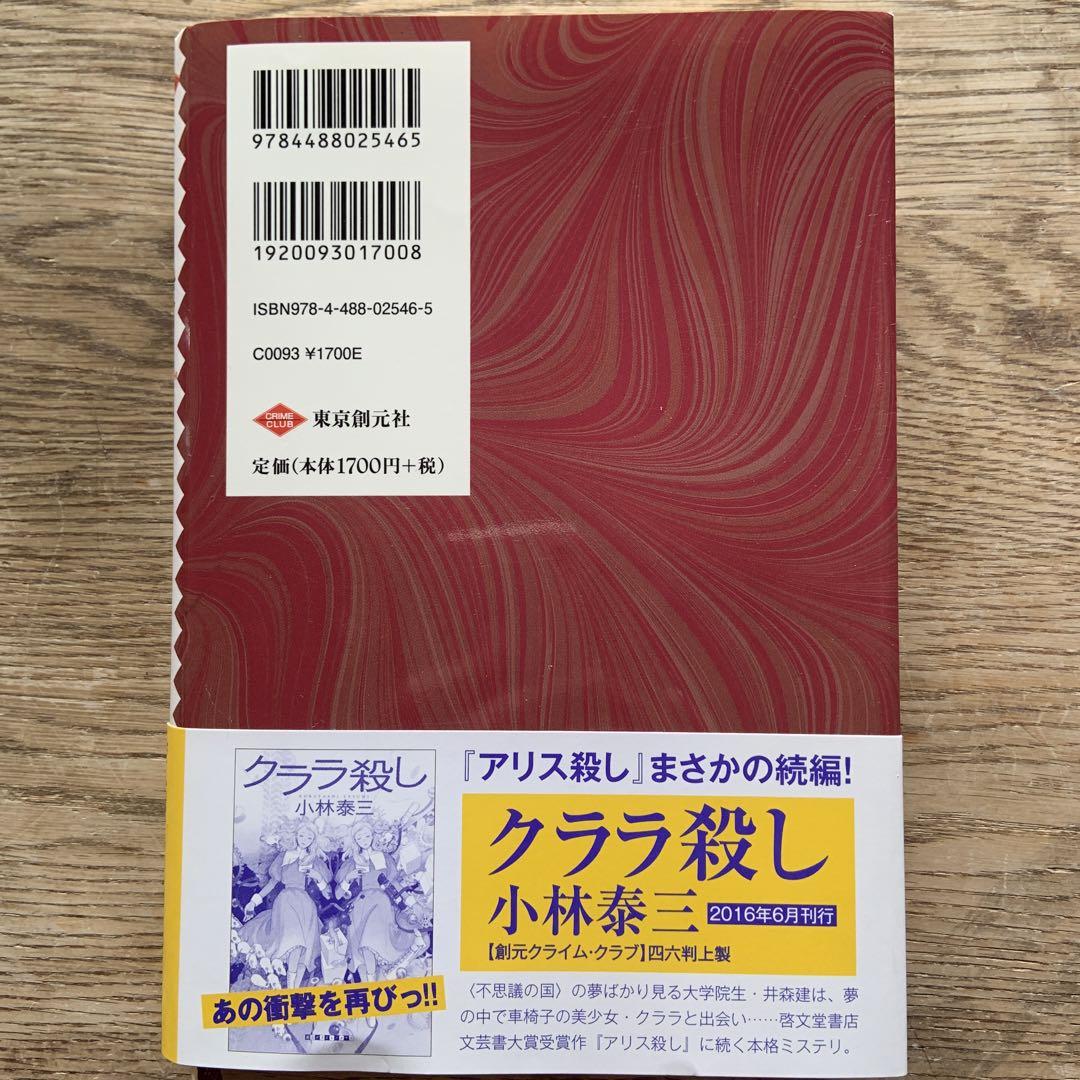 9784488025465
1920093017008
ISBN978-4-488-02546-5
C0093 ¥1700E
CRIME
CLUB
東京創元社
定価(本体1700円+税)
クララ殺し
KOBAYASHI YASUMI
小林泰三
あの衝撃を再びっ!!
『アリス殺し』まさかの続編!
クララ殺し
小林泰三 2016年6月刊行
【創元クライム・クラブ】四六判上製
〈不思議の国〉の夢ばかり見る大学院生・井森建は、夢
の中で車椅子の美少女・クララと出会い……啓文堂書店
文芸書大賞受賞作『アリス殺し』に続く本格ミステリ。